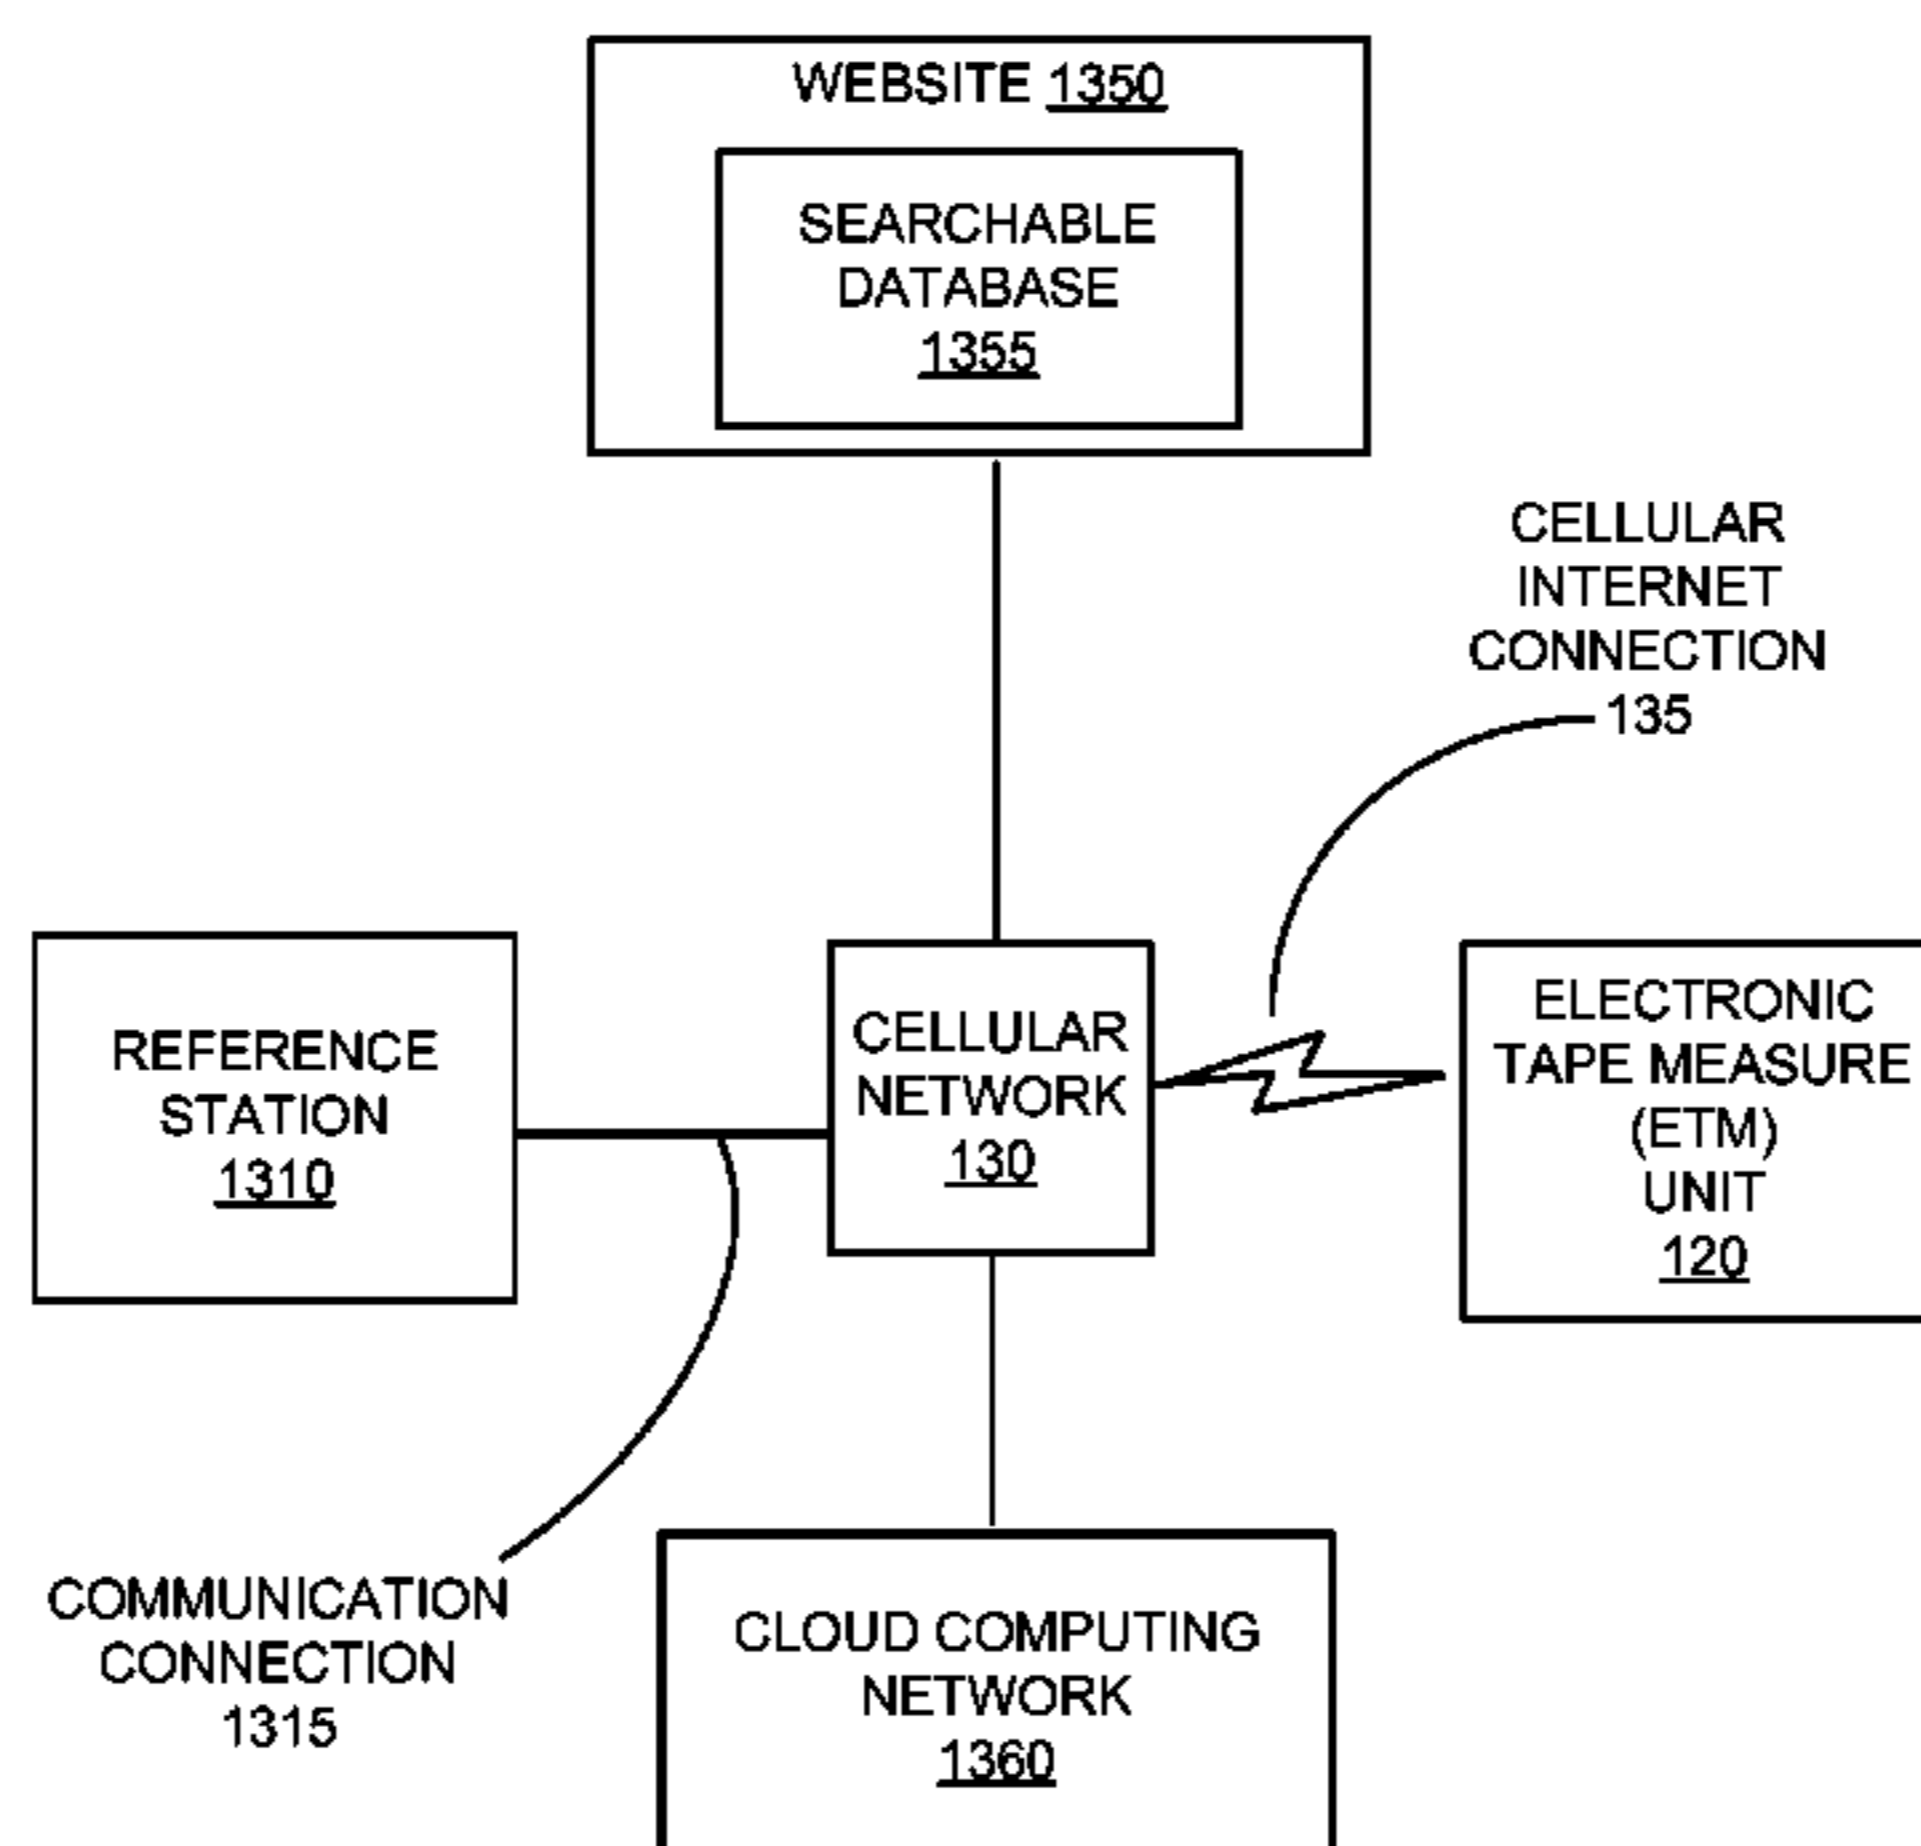 WEBSITE 1350
SEARCHABLE
DATABASE
1355
CELLULAR
INTERNET
CONNECTION
135
REFERENCE
STATION
1310
CELLULAR
NETWORK
130
ELECTRONIC
TAPE MEASURE
(ETM)
UNIT
120
COMMUNICATION
CONNECTION
1315
CLOUD COMPUTING
NETWORK
1360